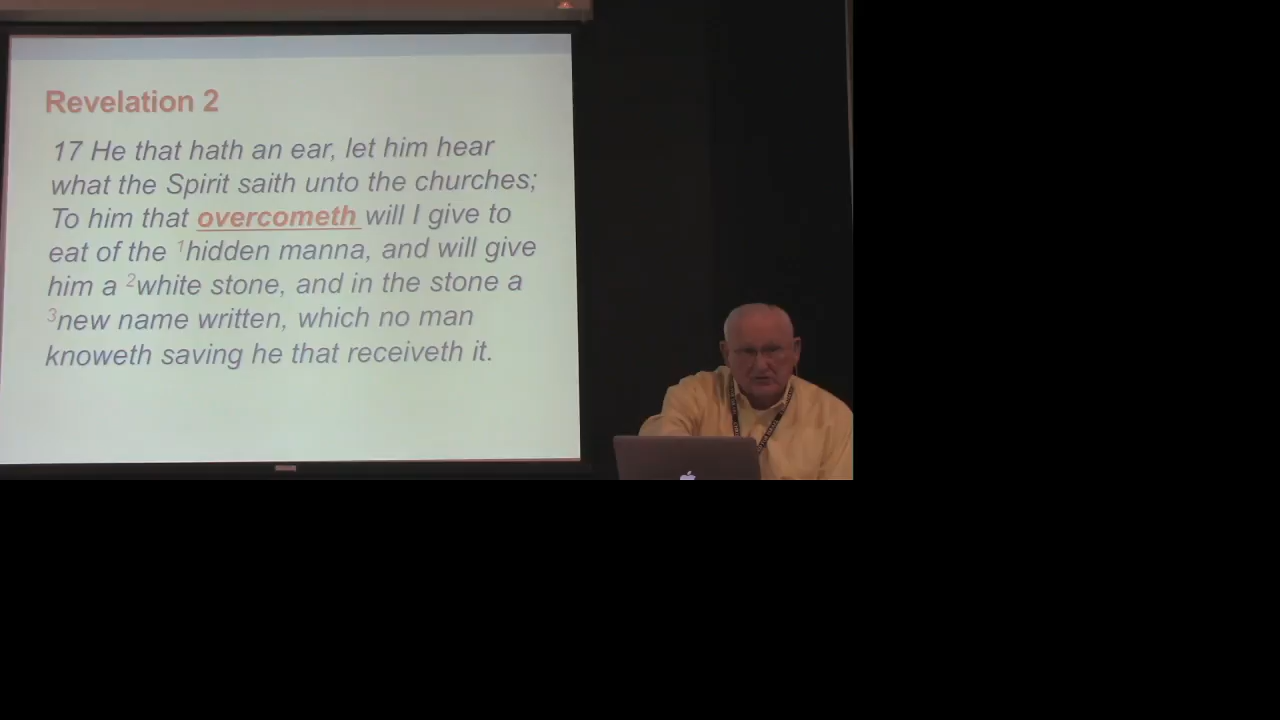 Revelation 2
17 He that hath an ear, let him hear
what the Spirit saith unto the churches;
To him that overcometh will I give to
eat of the ¹hidden manna, and will give
him a ²white stone, and in the stone a
³new name written, which no man
knoweth saving he that receiveth it.